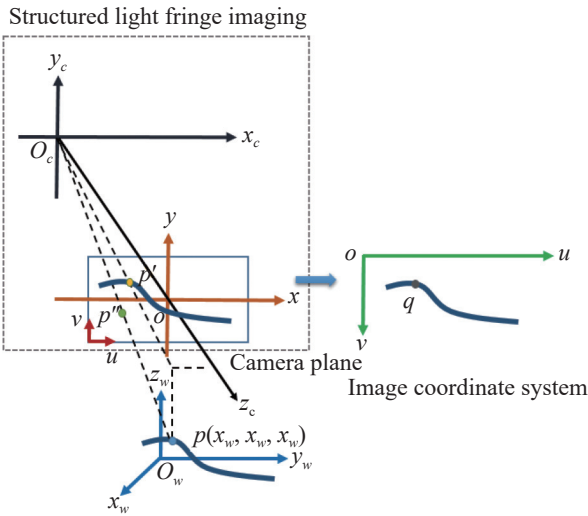 Structured light fringe imaging
y_c
x_c
O_c
y
o
u
p′
x
q
p″
o
v
v
u
Camera plane
z_w
Image coordinate system
z_c
p(x_w, x_w, x_w)
y_w
O_w
x_w